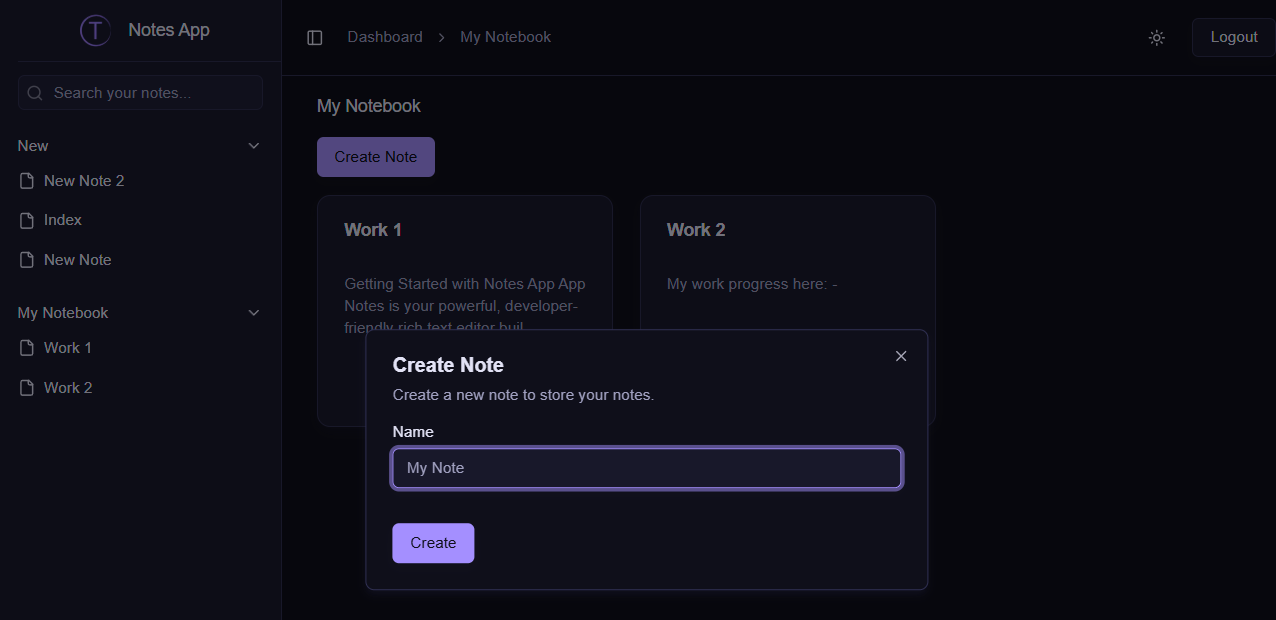 T Notes App
Search your notes...
New
New Note 2
Index
New Note
My Notebook
Work 1
Work 2
Dashboard > My Notebook
Logout
My Notebook
Create Note
Work 1
Getting Started with Notes App App
Notes is your powerful, developer-
friendly rich text editor buil
Work 2
My work progress here: -
Create Note
Create a new note to store your notes.
Name
My Note
Create